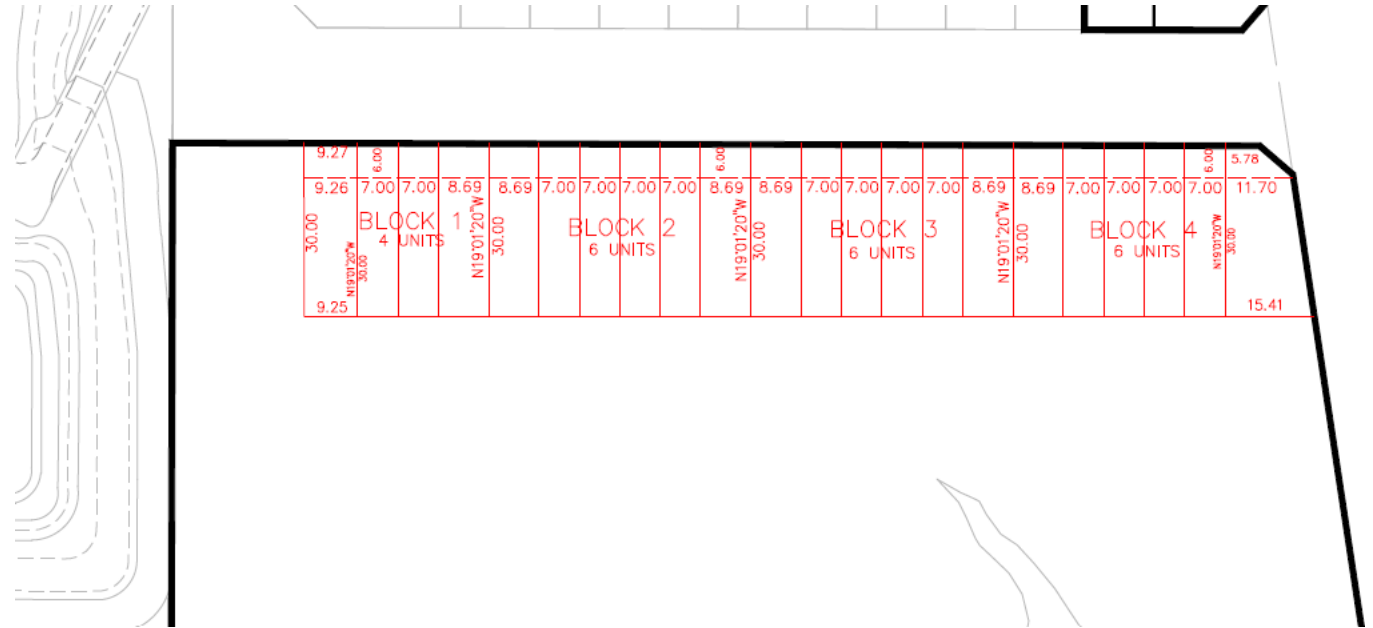 9.27 6.00 6.00 6.00 5.78
9.26 7.00 7.00 8.69 8.69 7.00 7.00 7.00 7.00 8.69 8.69 7.00 7.00 7.00 7.00 8.69 8.69 7.00 7.00 7.00 7.00 11.70
BLOCK 1
4 UNITS
BLOCK 2
6 UNITS
BLOCK 3
6 UNITS
BLOCK 4
6 UNITS
30.00
N19°01'20"W
30.00
N19°01'20"W
30.00
N19°01'20"W
30.00
N19°01'20"W
30.00
N19°01'20"W
30.00
9.25 15.41